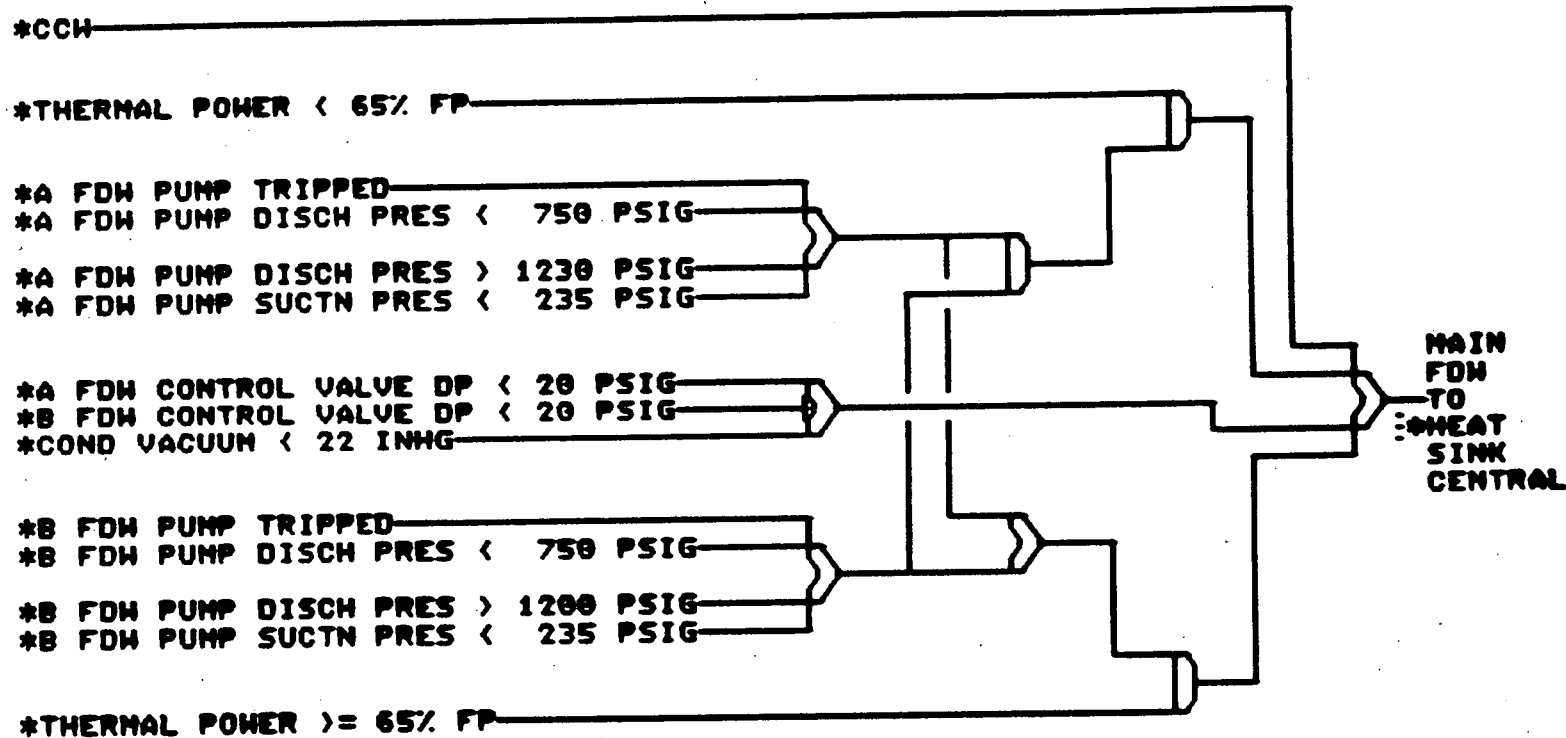 *CCW
*THERMAL POWER < 65% FP
*A FDW PUMP TRIPPED
*A FDW PUMP DISCH PRES < 750 PSIG
*A FDW PUMP DISCH PRES > 1230 PSIG
*A FDW PUMP SUCTN PRES < 235 PSIG
*A FDW CONTROL VALVE DP < 20 PSIG
*B FDW CONTROL VALVE DP < 20 PSIG
*COND VACUUM < 22 INHG
*B FDW PUMP TRIPPED
*B FDW PUMP DISCH PRES < 750 PSIG
*B FDW PUMP DISCH PRES > 1200 PSIG
*B FDW PUMP SUCTN PRES < 235 PSIG
*THERMAL POWER >= 65% FP
MAIN
FDW
TO
*HEAT
SINK
CENTRAL